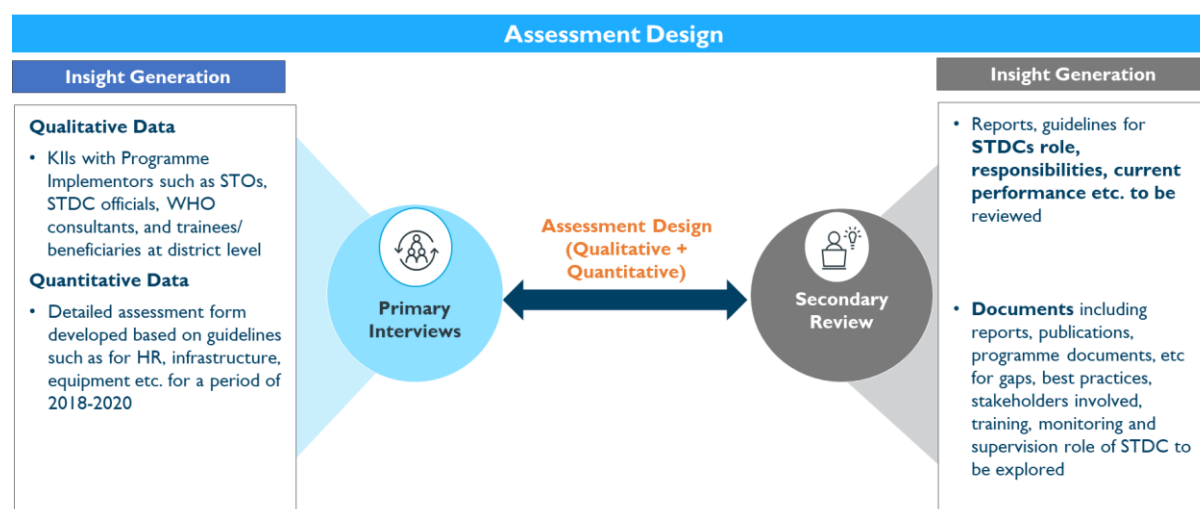 Assessment Design
Insight Generation
Qualitative Data
• KIIs with Programme
Implementors such as STOs,
STDC officials, WHO
consultants, and trainees/
beneficiaries at district level
Quantitative Data
• Detailed assessment form
developed based on guidelines
such as for HR, infrastructure,
equipment etc. for a period of
2018-2020
Primary
Interviews
Assessment Design
(Qualitative +
Quantitative)
Secondary
Review
Insight Generation
• Reports, guidelines for
STDCs role,
responsibilities, current
performance etc. to be
reviewed
• Documents including
reports, publications,
programme documents, etc
for gaps, best practices,
stakeholders involved,
training, monitoring and
supervision role of STDC to
be explored